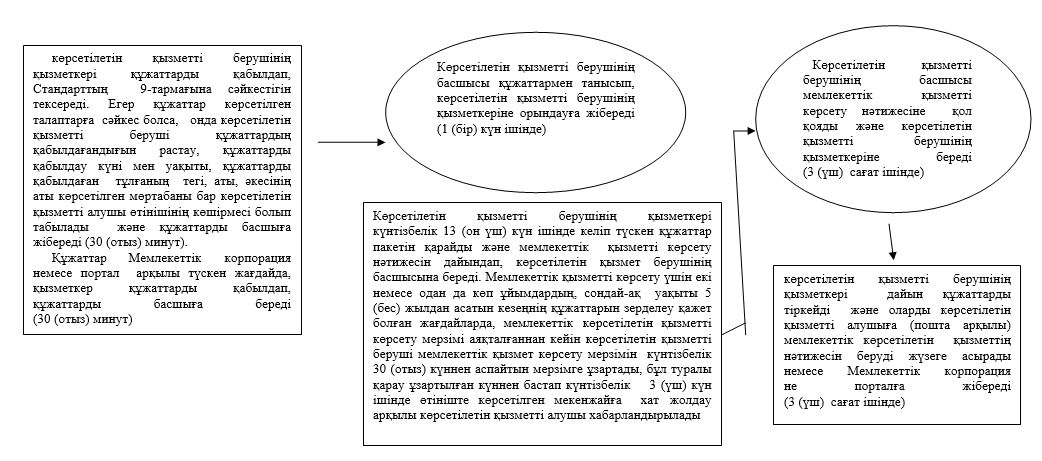 көрсетілетін қызметті берушінің
қызметкері құжаттарды қабылдап,
Стандарттың 9-тармағына сәйкестігін
тексереді. Егер құжаттар көрсетілген
талаптарға сәйкес болса, онда көрсетілетін
қызметті беруші құжаттардың
қабылдағандығын растау, құжаттарды
қабылдау күні мен уақыты, құжаттарды
қабылдаған тұлғаның тегі, аты, әкесінің
аты көрсетілген мөртабаны бар көрсетілетін
қызметті алушы өтінішінің көшірмесі болып
табылады және құжаттарды басшыға
жібереді (30 (отыз) минут).
Құжаттар Мемлекеттік корпорация
немесе портал арқылы түскен жағдайда,
қызметкер құжаттарды қабылдап,
құжаттарды басшыға береді
(30 (отыз) минут)
Көрсетілетін қызметті берушінің
басшысы құжаттармен танысып,
көрсетілетін қызметті берушінің
қызметкеріне орындауға жібереді
(1 (бір) күн ішінде)
Көрсетілетін қызметті берушінің қызметкері
күнтізбелік 13 (он үш) күн ішінде келіп түскен құжаттар
пакетін қарайды және мемлекеттік қызметті көрсету
нәтижесін дайындап, көрсетілетін қызмет берушінің
басшысына береді. Мемлекеттік қызметті көрсету үшін екі
немесе одан да көп ұйымдардың, сондай-ақ уақыты 5
(бес) жылдан асатын кезеңнің құжаттарын зерделеу қажет
болған жағдайларда, мемлекеттік көрсетілетін қызметті
көрсету мерзімі аяқталғаннан кейін көрсетілетін қызметті
беруші мемлекеттік қызмет көрсету мерзімін күнтізбелік
30 (отыз) күннен аспайтын мерзімге ұзартады, бұл туралы
қарау ұзартылған күннен бастап күнтізбелік 3 (үш) күн
ішінде өтініште көрсетілген мекенжайға хат жолдау
арқылы көрсетілетін қызметті алушы хабарландырылады
Көрсетілетін қызметті
берушінің басшысы
мемлекеттік қызметті
көрсету нәтижесіне қол
қояды және көрсетілетін
қызметті берушінің
қызметкеріне береді
(3 (үш) сағат ішінде)
көрсетілетін қызметті берушінің
қызметкері дайын құжаттарды
тіркейді және оларды көрсетілетін
қызметті алушыға (пошта арқылы)
мемлекеттік көрсетілетін қызметтің
нәтижесін беруді жүзеге асырады
немесе Мемлекеттік корпорация
не порталға жібереді
(3 (үш) сағат ішінде)